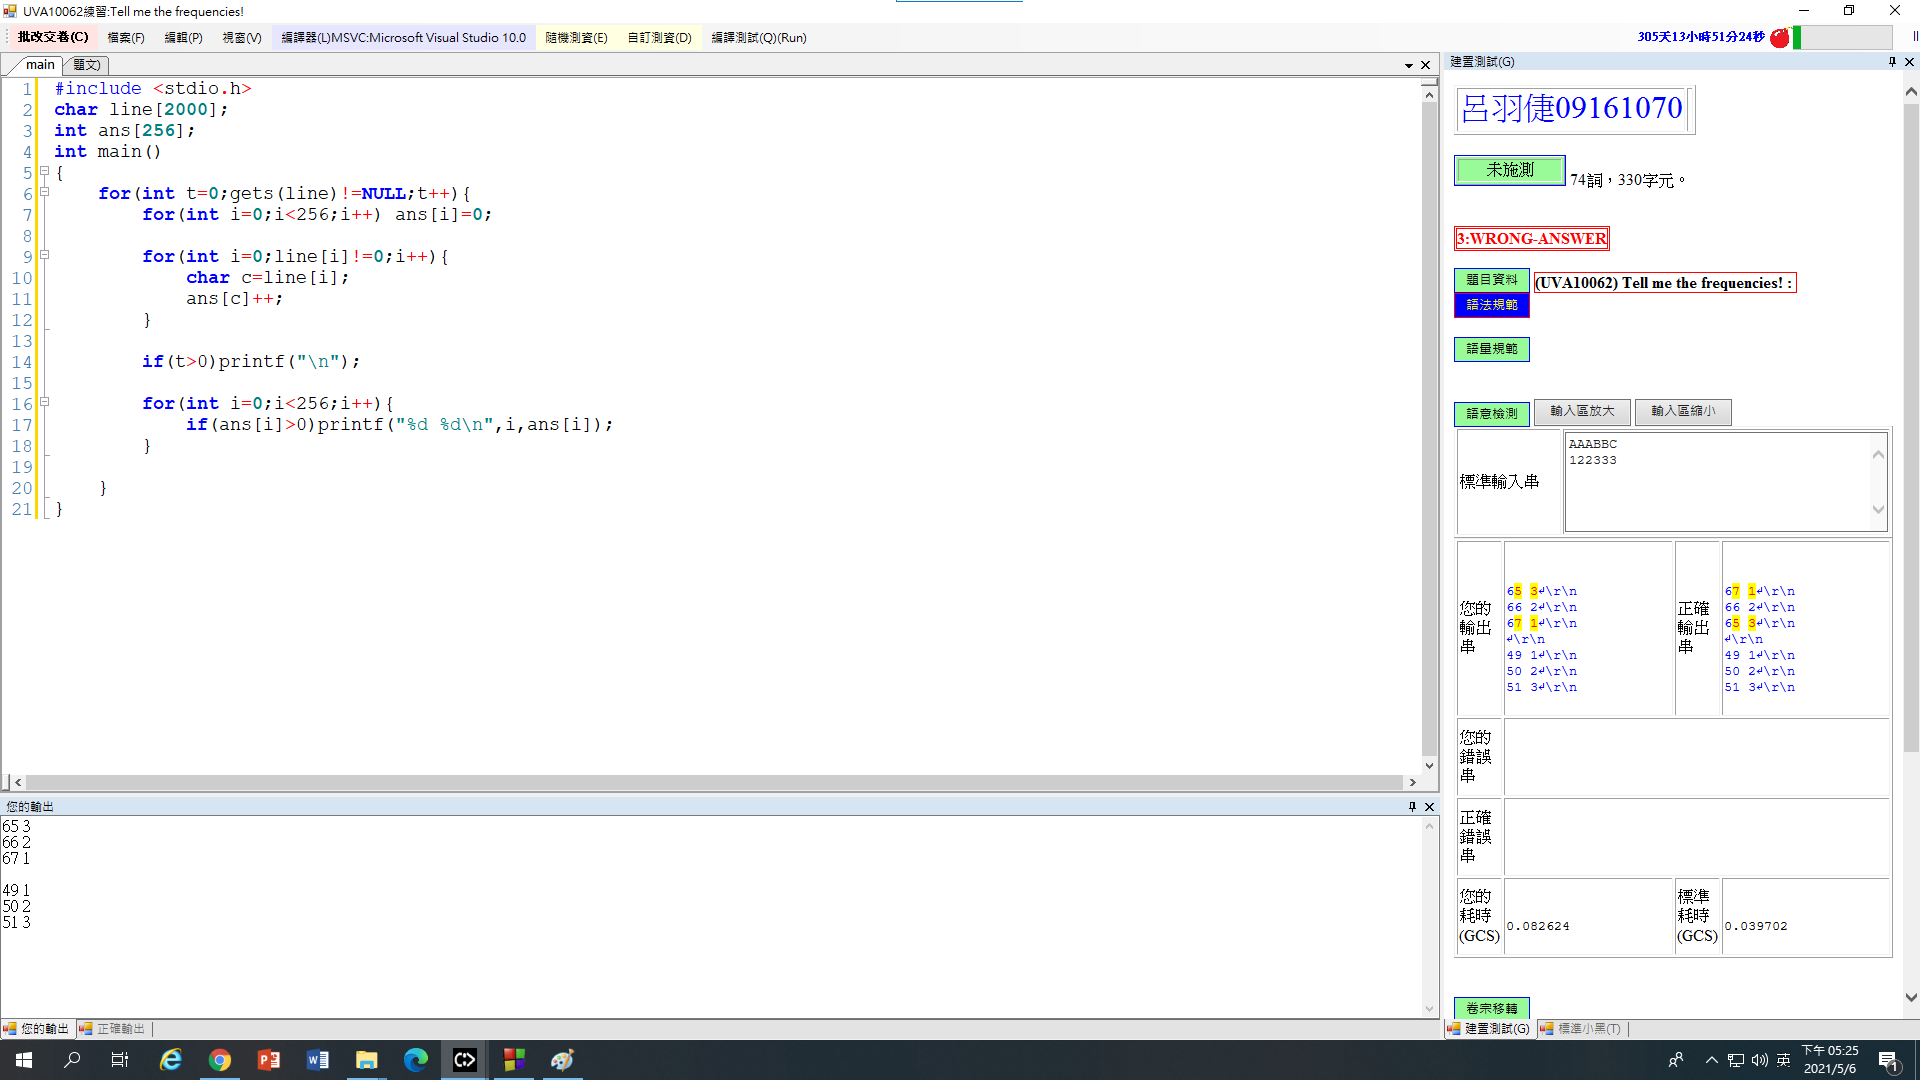 UVA10062練習:Tell me the frequencies!
批改交卷(C) 檔案(F) 編輯(P) 視窗(V) 編譯器(L)MSVC:Microsoft Visual Studio 10.0 隨機測資(E) 自訂測資(D) 編譯測試(Q)(Run) 305天13小時51分24秒
main 題文)
1 #include <stdio.h>
2 char line[2000];
3 int ans[256];
4 int main()
5 {
6 for(int t=0;gets(line)!=NULL;t++){
7 for(int i=0;i<256;i++) ans[i]=0;
8
9 for(int i=0;line[i]!=0;i++){
10 char c=line[i];
11 ans[c]++;
12 }
13
14 if(t>0)printf("\n");
15
16 for(int i=0;i<256;i++){
17 if(ans[i]>0)printf("%d %d\n",i,ans[i]);
18 }
19
20 }
21 }
您的輸出
65 3
66 2
67 1

49 1
50 2
51 3
您的輸出 正確輸出
建置測試(G)
呂羽倢09161070
未施測 74詞，330字元。
3:WRONG-ANSWER
題目資料 (UVA10062) Tell me the frequencies! :
語法規範
語量規範
語意檢測 輸入區放大 輸入區縮小
標準輸入串
AAABBC
122333
您的輸出串
65 3↲\r\n
66 2↲\r\n
67 1↲\r\n
↲\r\n
49 1↲\r\n
50 2↲\r\n
51 3↲\r\n
正確輸出串
67 1↲\r\n
66 2↲\r\n
65 3↲\r\n
↲\r\n
49 1↲\r\n
50 2↲\r\n
51 3↲\r\n
您的錯誤串
正確錯誤串
您的耗時(GCS) 0.082624 標準耗時(GCS) 0.039702
卷宗移轉
建置測試(G) 標準小黑(T)
英 下午 05:25
2021/5/6
1